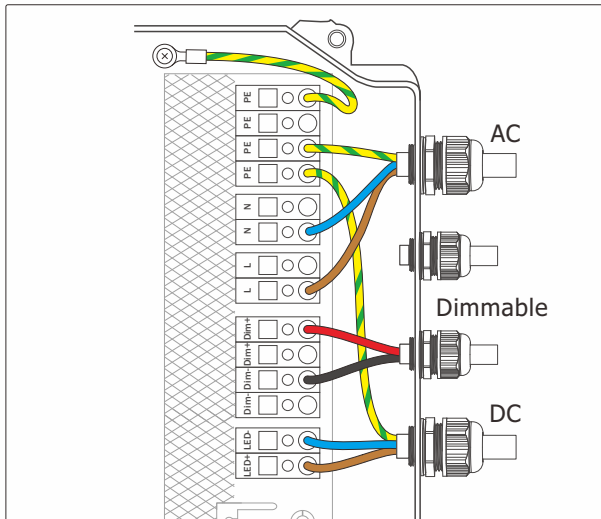 PE
PE
PE
PE
N
N
L
L
Dim+
Dim+
Dim-
Dim-
LED-
LED+
AC
Dimmable
DC